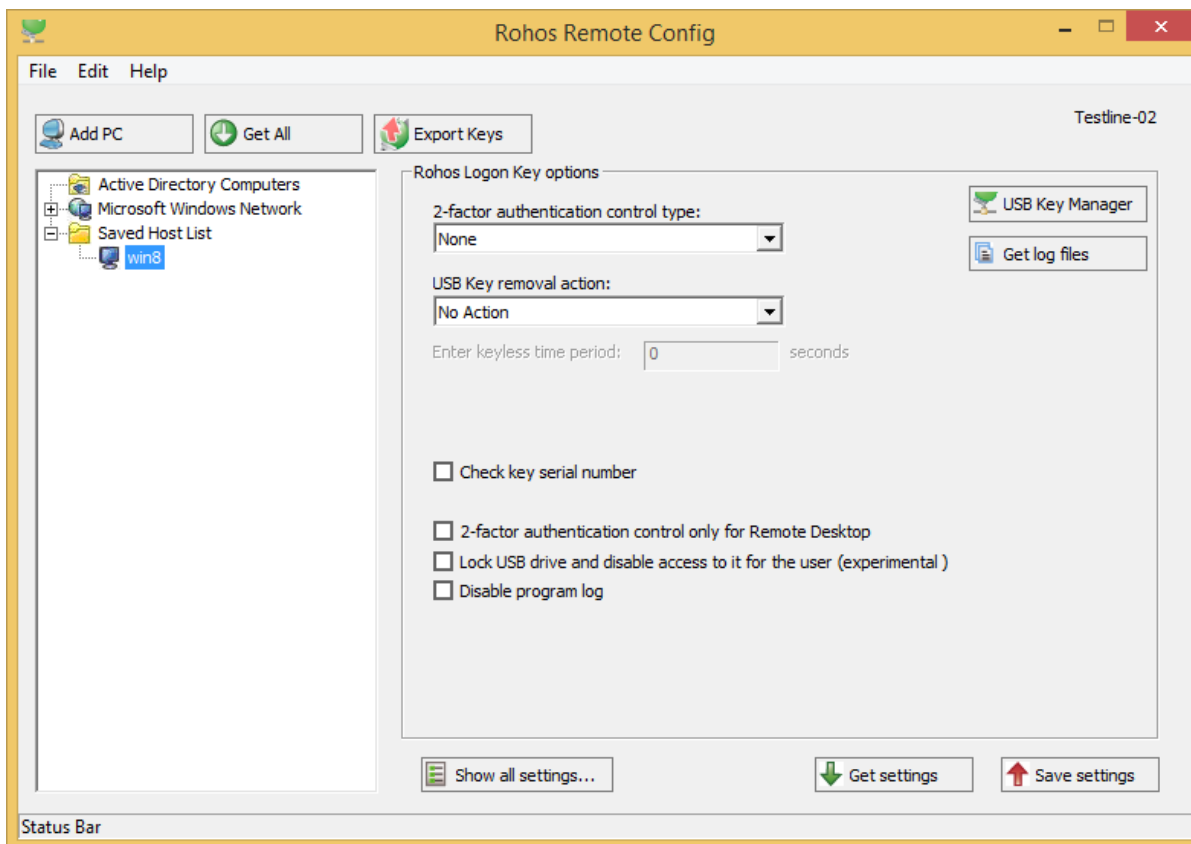 Rohos Remote Config
File Edit Help
Add PC
Get All
Export Keys
Testline-02
Active Directory Computers
Microsoft Windows Network
Saved Host List
win8
Rohos Logon Key options
2-factor authentication control type:
None
USB Key removal action:
No Action
Enter keyless time period: 0 seconds
USB Key Manager
Get log files
Check key serial number
2-factor authentication control only for Remote Desktop
Lock USB drive and disable access to it for the user (experimental )
Disable program log
Show all settings...
Get settings
Save settings
Status Bar